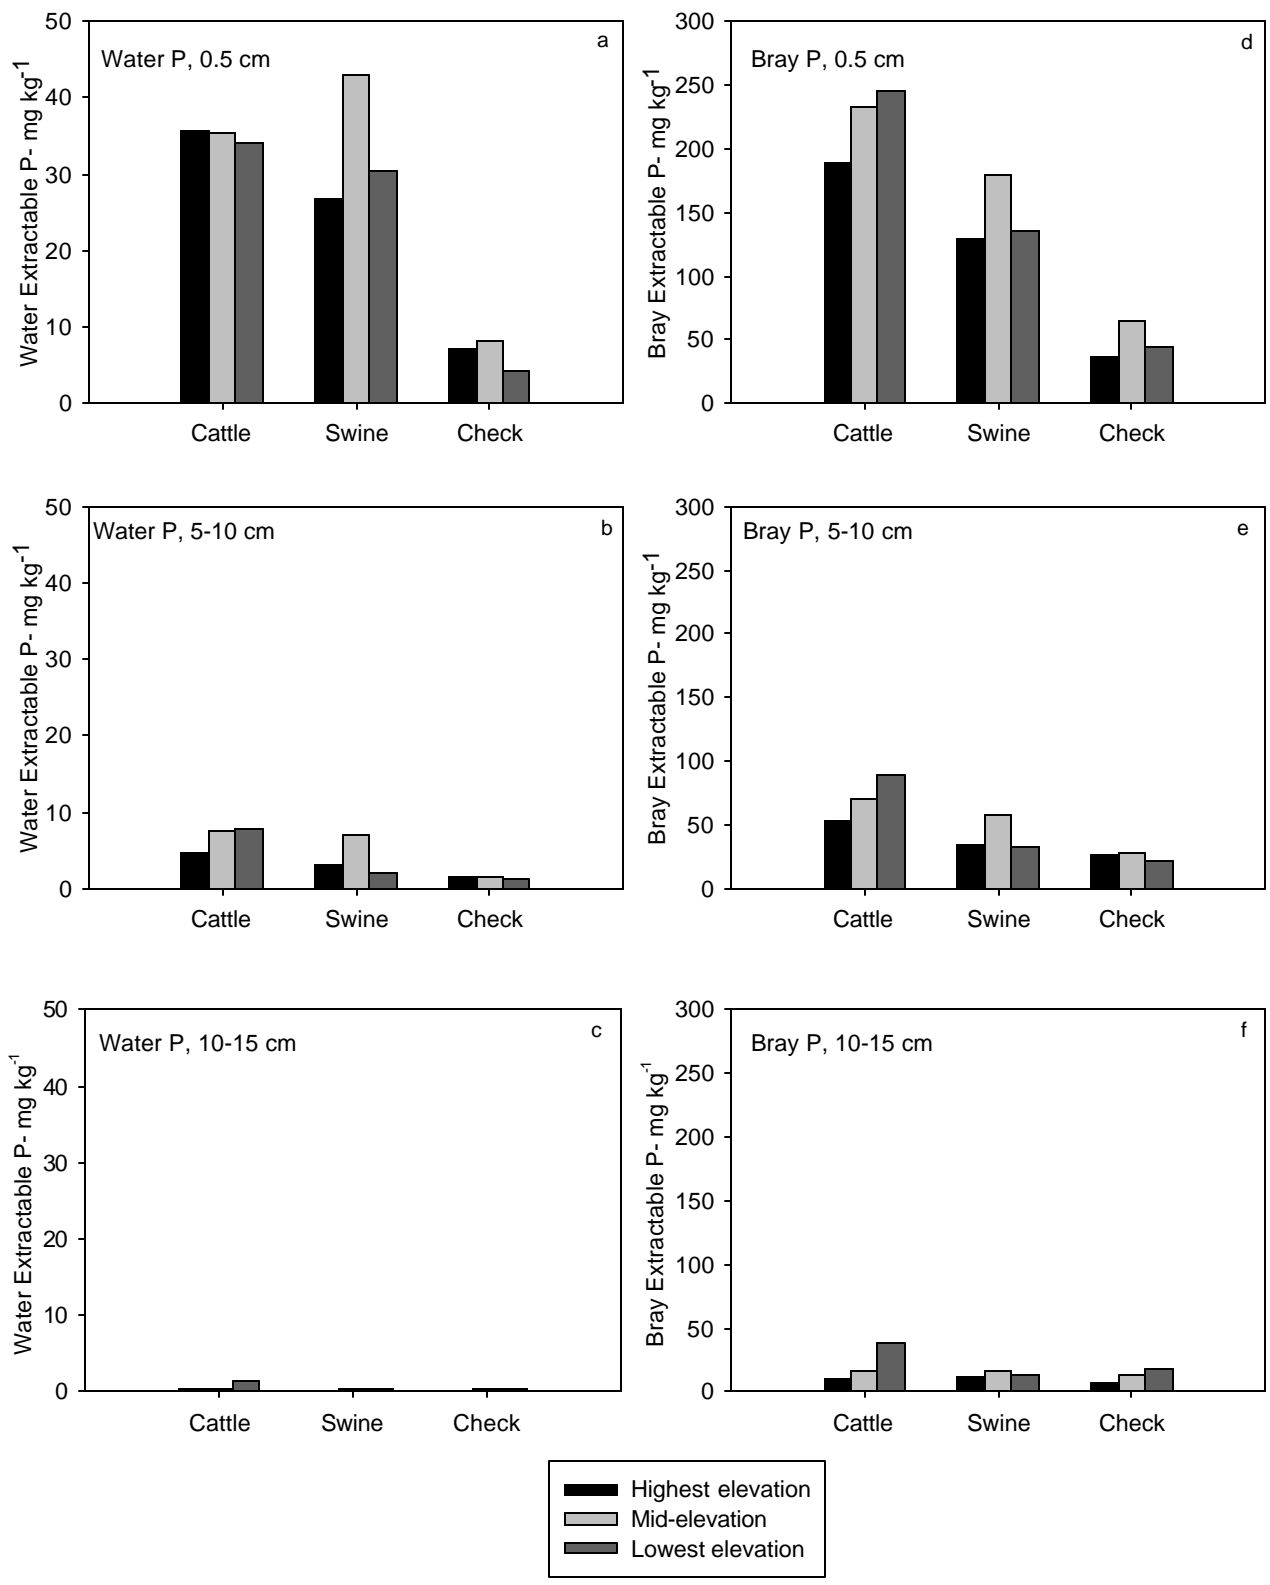 a
Water P, 0.5 cm
Water Extractable P- mg kg-1
50
40
30
20
10
0
Cattle Swine Check
d
Bray P, 0.5 cm
Bray Extractable P- mg kg-1
300
250
200
150
100
50
0
Cattle Swine Check
b
Water P, 5-10 cm
Water Extractable P- mg kg-1
50
40
30
20
10
0
Cattle Swine Check
e
Bray P, 5-10 cm
Bray Extractable P- mg kg-1
300
250
200
150
100
50
0
Cattle Swine Check
c
Water P, 10-15 cm
Water Extractable P- mg kg-1
50
40
30
20
10
0
Cattle Swine Check
f
Bray P, 10-15 cm
Bray Extractable P- mg kg-1
300
250
200
150
100
50
0
Cattle Swine Check
Highest elevation
Mid-elevation
Lowest elevation